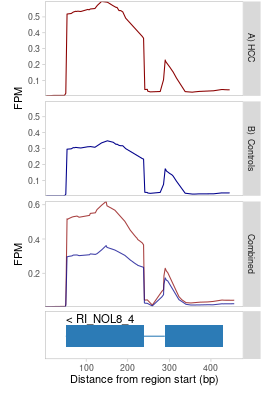 0.5
0.4
0.3
0.2
0.1
A) HCC
FPM
0.6
0.5
0.4
0.3
0.2
0.1
B) Controls
0.6
0.4
0.2
FPM
Combined
< RI_NOL8_4
100 200 300 400
Distance from region start (bp)